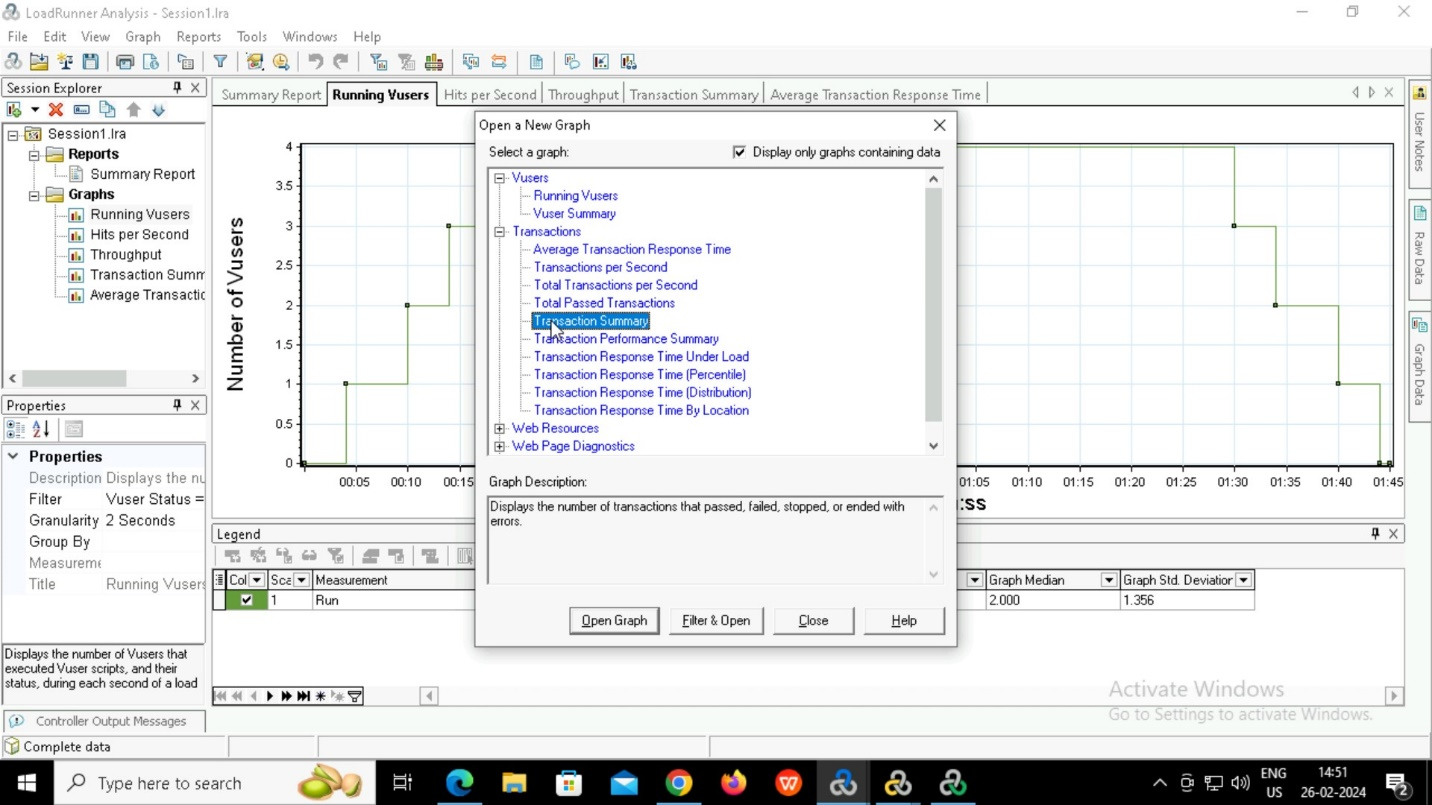 LoadRunner Analysis - Session1.lra
File Edit View Graph Reports Tools Windows Help
Session Explorer
Summary Report Running Vusers Hits per Second Throughput Transaction Summary Average Transaction Response Time
Session1.lra
Reports
Summary Report
Graphs
Running Vusers
Hits per Second
Throughput
Transaction Summ
Average Transactic
Properties
Properties
Description Displays the nu
Filter Vuser Status =
Granularity 2 Seconds
Group By
Measureme
Title Running Vusers
Displays the number of Vusers that
executed Vuser scripts, and their
status, during each second of a load
Controller Output Messages
Complete data
Number of Vusers
4
3.5
3
2.5
2
1.5
1
0.5
0
00:05 00:10 00:15
01:05 01:10 01:15 01:20 01:25 01:30 01:35 01:40 01:45
:ss
Open a New Graph
Select a graph: Display only graphs containing data
Vusers
Running Vusers
Vuser Summary
Transactions
Average Transaction Response Time
Transactions per Second
Total Transactions per Second
Total Passed Transactions
Transaction Summary
Transaction Performance Summary
Transaction Response Time Under Load
Transaction Response Time (Percentile)
Transaction Response Time (Distribution)
Transaction Response Time By Location
Web Resources
Web Page Diagnostics
Graph Description:
Displays the number of transactions that passed, failed, stopped, or ended with
errors.
Open Graph Filter & Open Close Help
Legend
Col Sca Measurement Graph Median Graph Std. Deviation
1 Run 2.000 1.356
User Notes
Raw Data
Graph Data
Activate Windows
Go to Settings to activate Windows.
Type here to search
ENG
US
14:51
26-02-2024
2